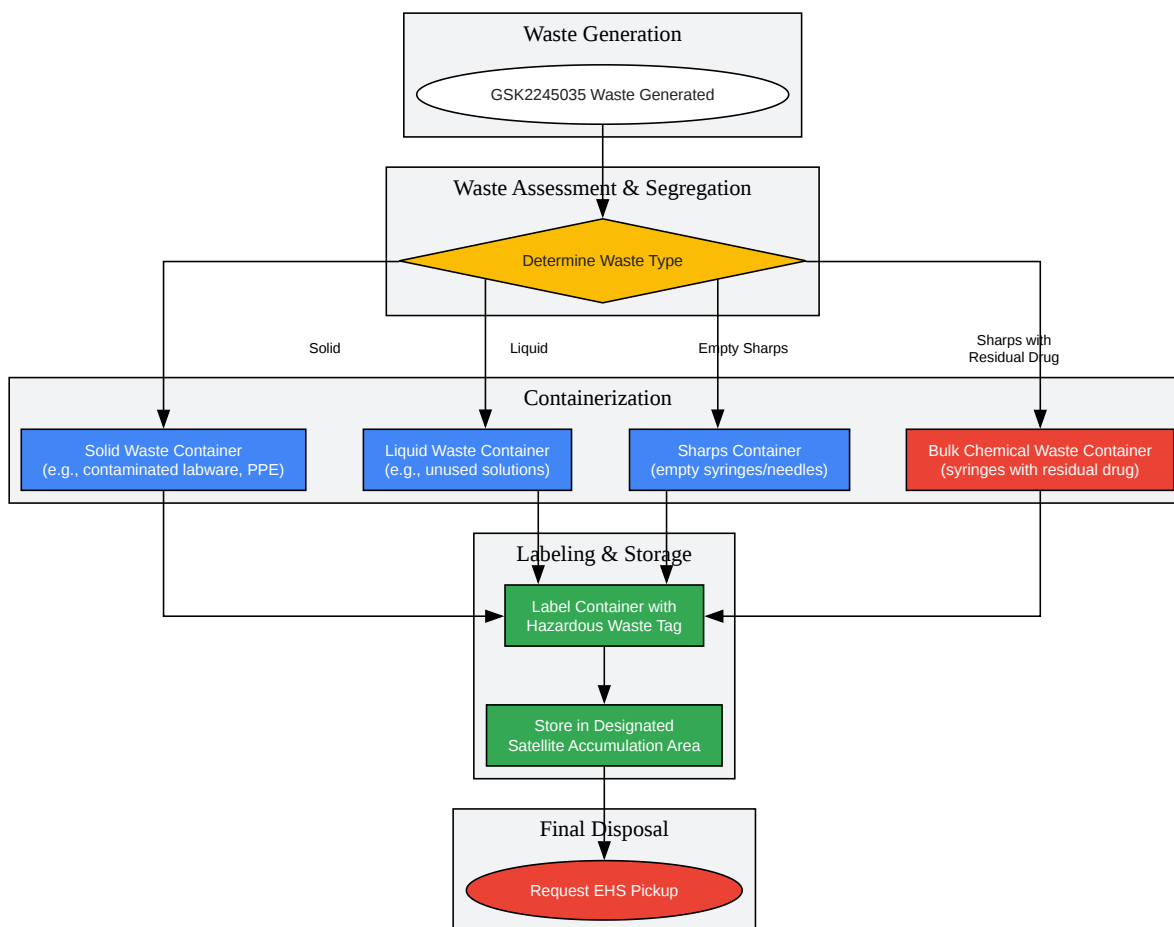 Waste Generation
GSK2245035 Waste Generated
Waste Assessment & Segregation
Determine Waste Type
Solid
Liquid
Empty Sharps
Sharps with
Residual Drug
Containerization
Solid Waste Container
(e.g., contaminated labware, PPE)
Liquid Waste Container
(e.g., unused solutions)
Sharps Container
(empty syringes/needles)
Bulk Chemical Waste Container
(syringes with residual drug)
Labeling & Storage
Label Container with
Hazardous Waste Tag
Store in Designated
Satellite Accumulation Area
Final Disposal
Request EHS Pickup